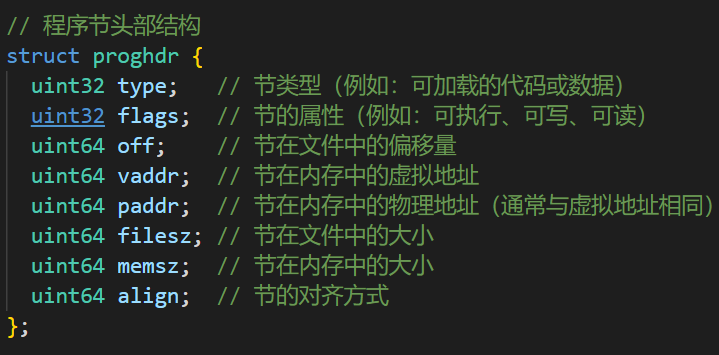 // 程序节头部结构
struct proghdr {
  uint32 type;   // 节类型（例如：可加载的代码或数据）
  uint32 flags;  // 节的属性（例如：可执行、可写、可读）
  uint64 off;    // 节在文件中的偏移量
  uint64 vaddr;  // 节在内存中的虚拟地址
  uint64 paddr;  // 节在内存中的物理地址（通常与虚拟地址相同）
  uint64 filesz; // 节在文件中的大小
  uint64 memsz;  // 节在内存中的大小
  uint64 align;  // 节的对齐方式
};